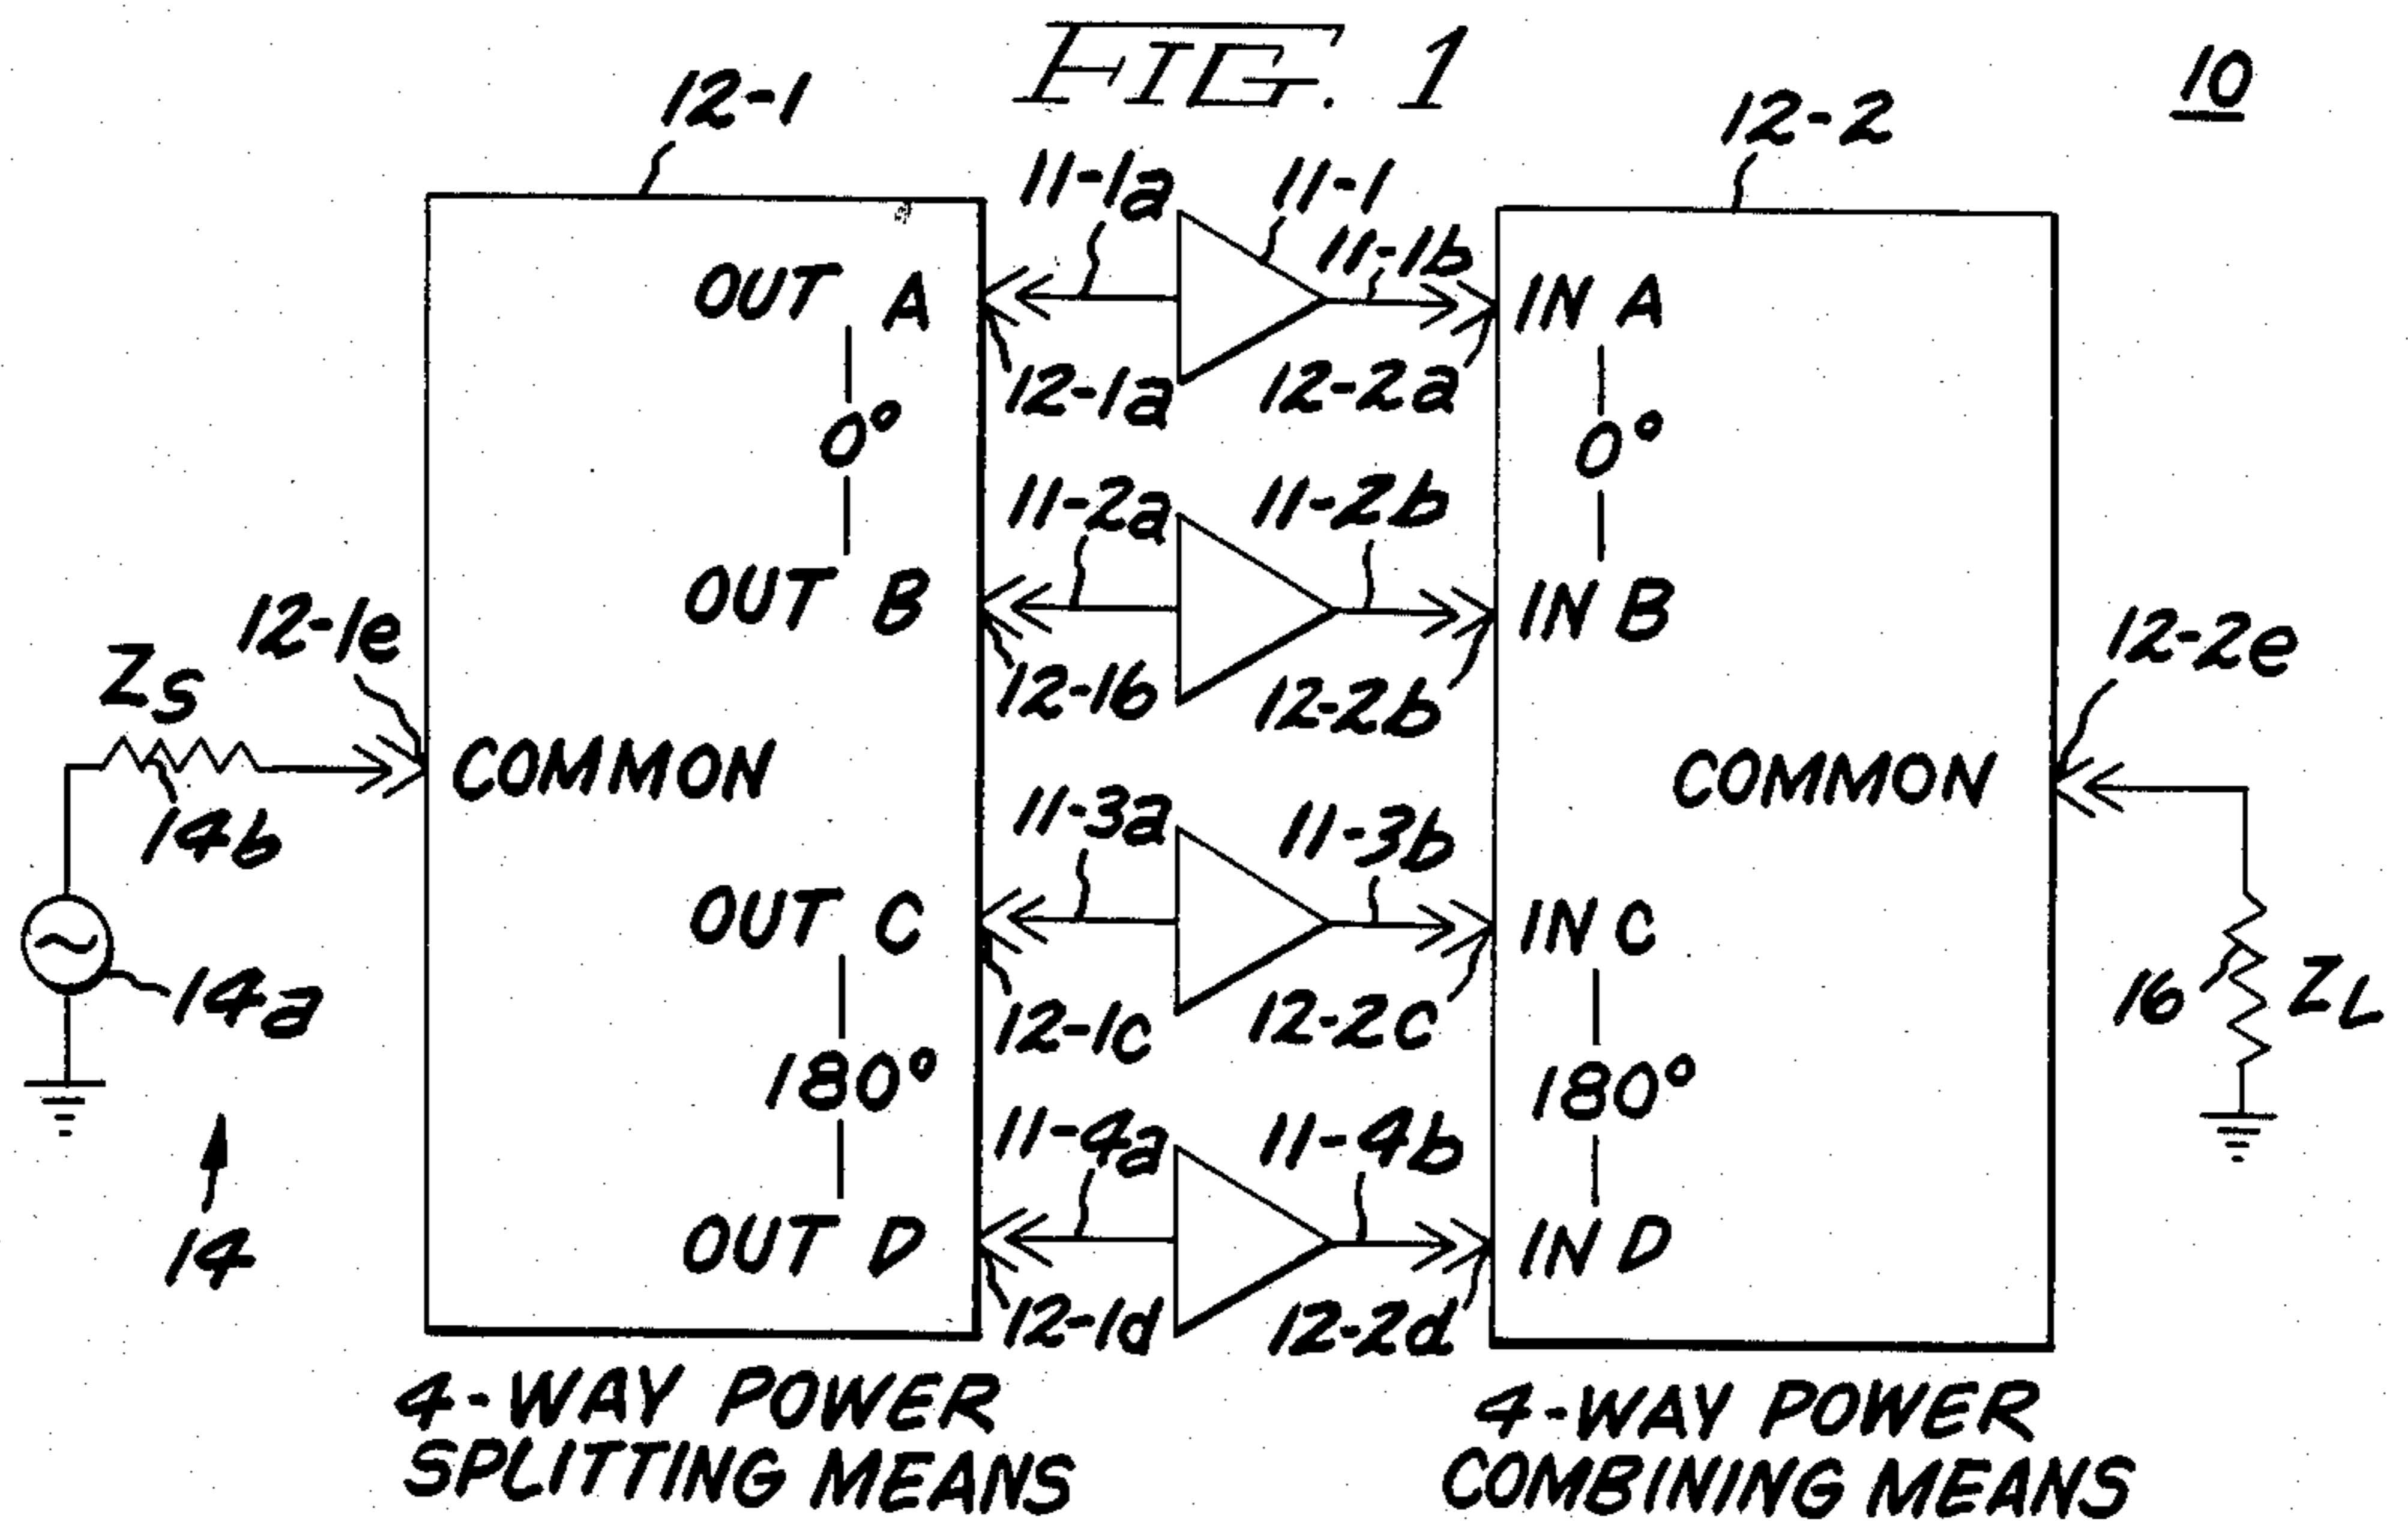 FIG. 1
10
12-1
12-2
11-1a
11-1
11-1b
OUT A
IN A
12-1a
12-2a
0°
0°
11-2a
11-2b
OUT B
IN B
12-1b
12-2b
12-1e
ZS
COMMON
14b
12-2e
COMMON
11-3a
11-3b
OUT C
IN C
12-1c
12-2c
14a
16
ZL
180°
180°
11-4a
11-4b
OUT D
IN D
12-1d
12-2d
14
4-WAY POWER
SPLITTING MEANS
4-WAY POWER
COMBINING MEANS